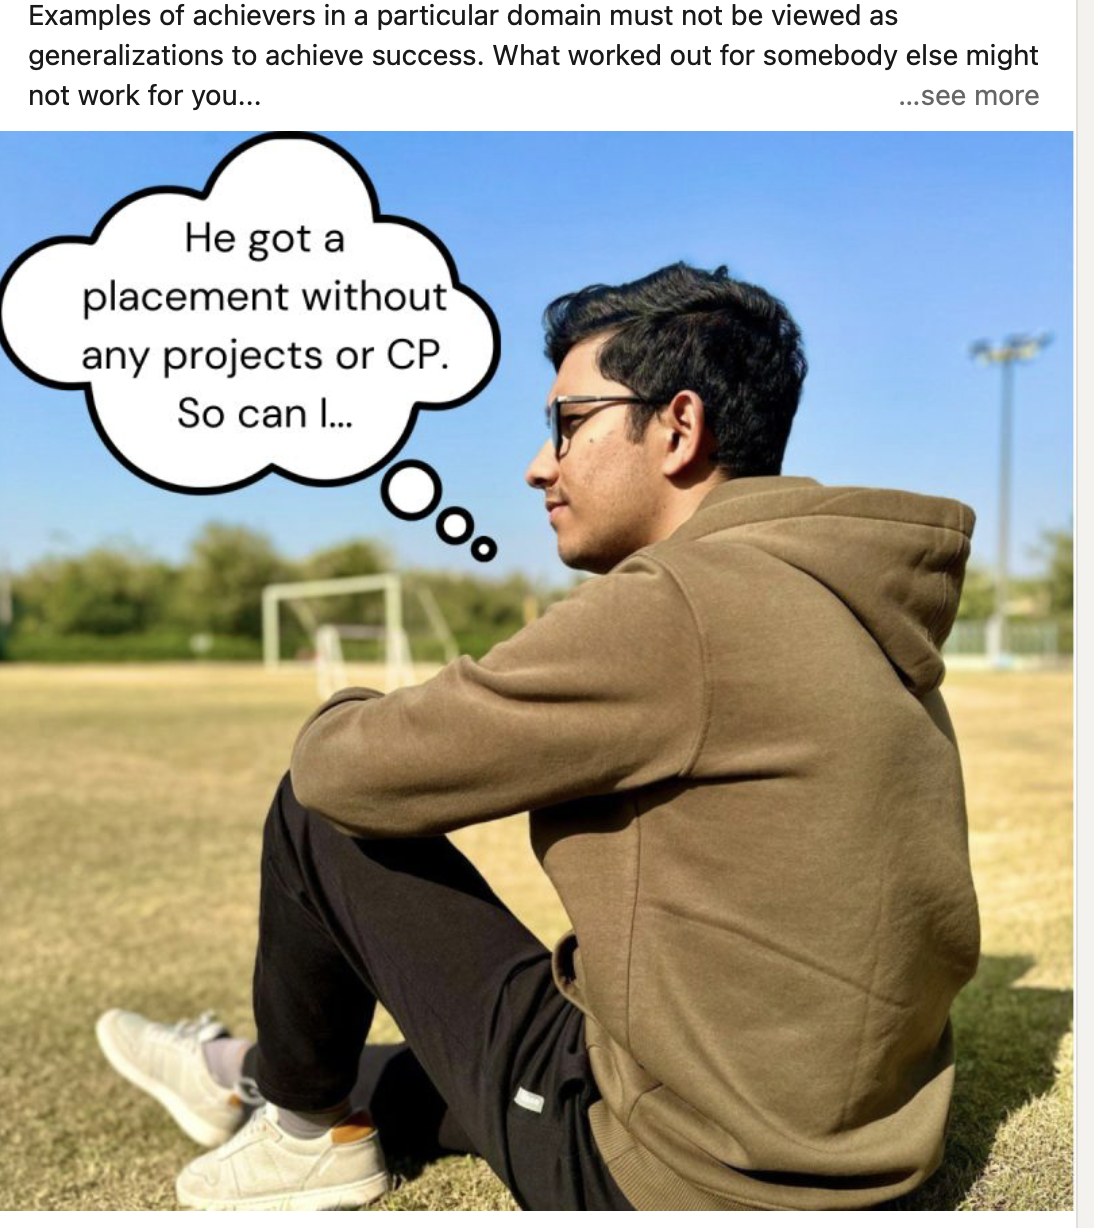 Examples of achievers in a particular domain must not be viewed as
generalizations to achieve success. What worked out for somebody else might
not work for you...
...see more
He got a
placement without
any projects or CP.
So can I...